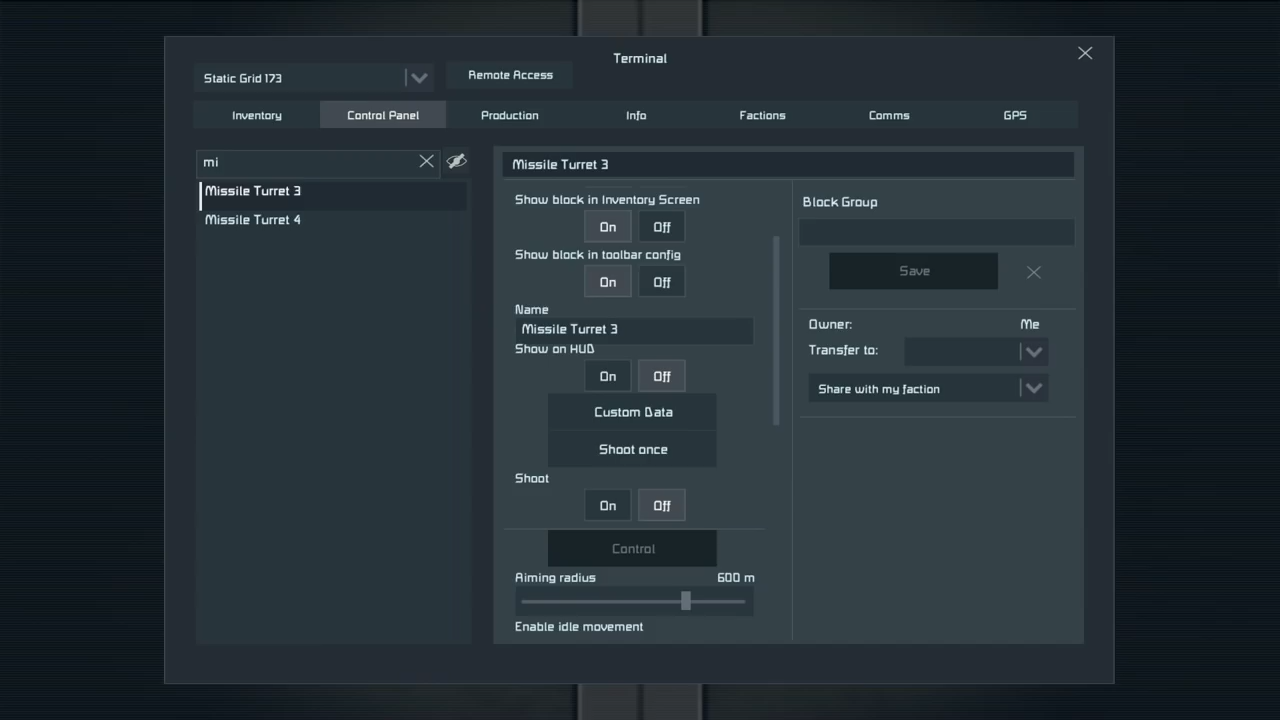 Terminal
Static Grid 173
Remote Access
Inventory
Control Panel
Production
Info
Factions
Comms
GPS
mi
Missile Turret 3
Missile Turret 4
Missile Turret 3
Show block in Inventory Screen
On
Off
Show block in toolbar config
On
Off
Name
Missile Turret 3
Show on HUD
On
Off
Custom Data
Shoot once
Shoot
On
Off
Control
Aiming radius
600 m
Enable idle movement
Block Group
Save
Owner:
Me
Transfer to:
Share with my faction